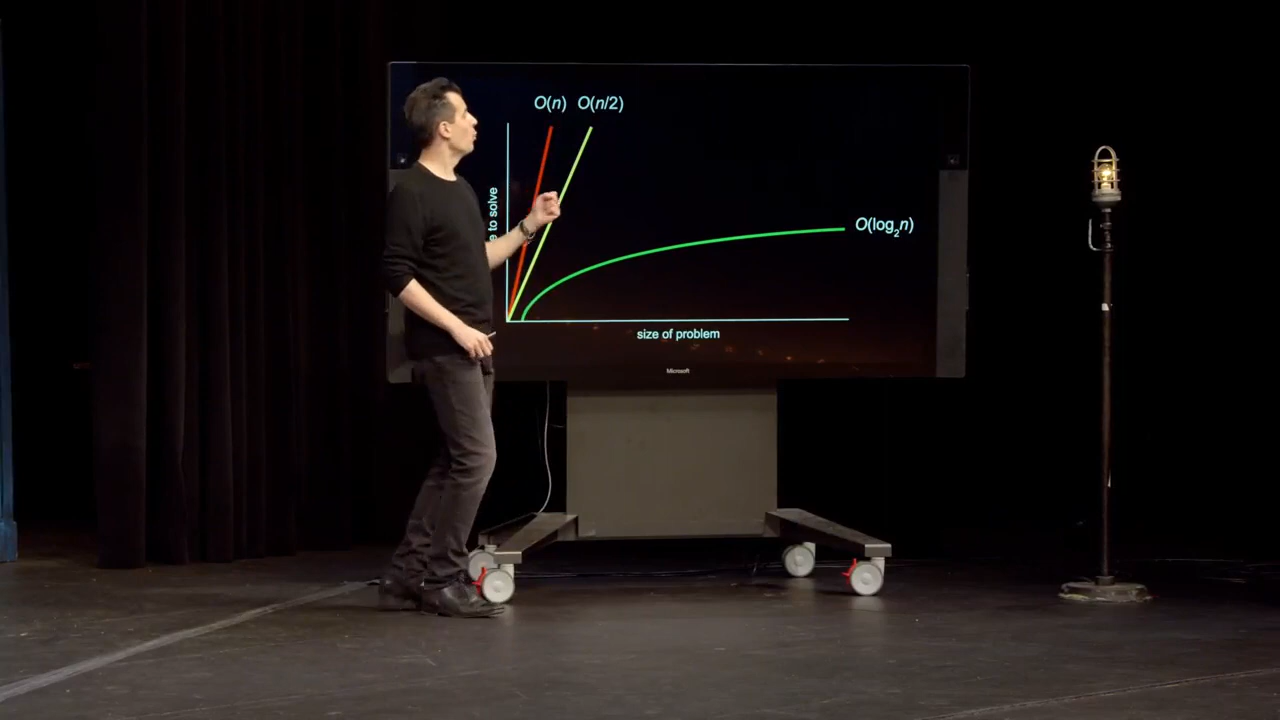 O(n) O(n/2)
to solve
O(log₂n)
size of problem
Microsoft